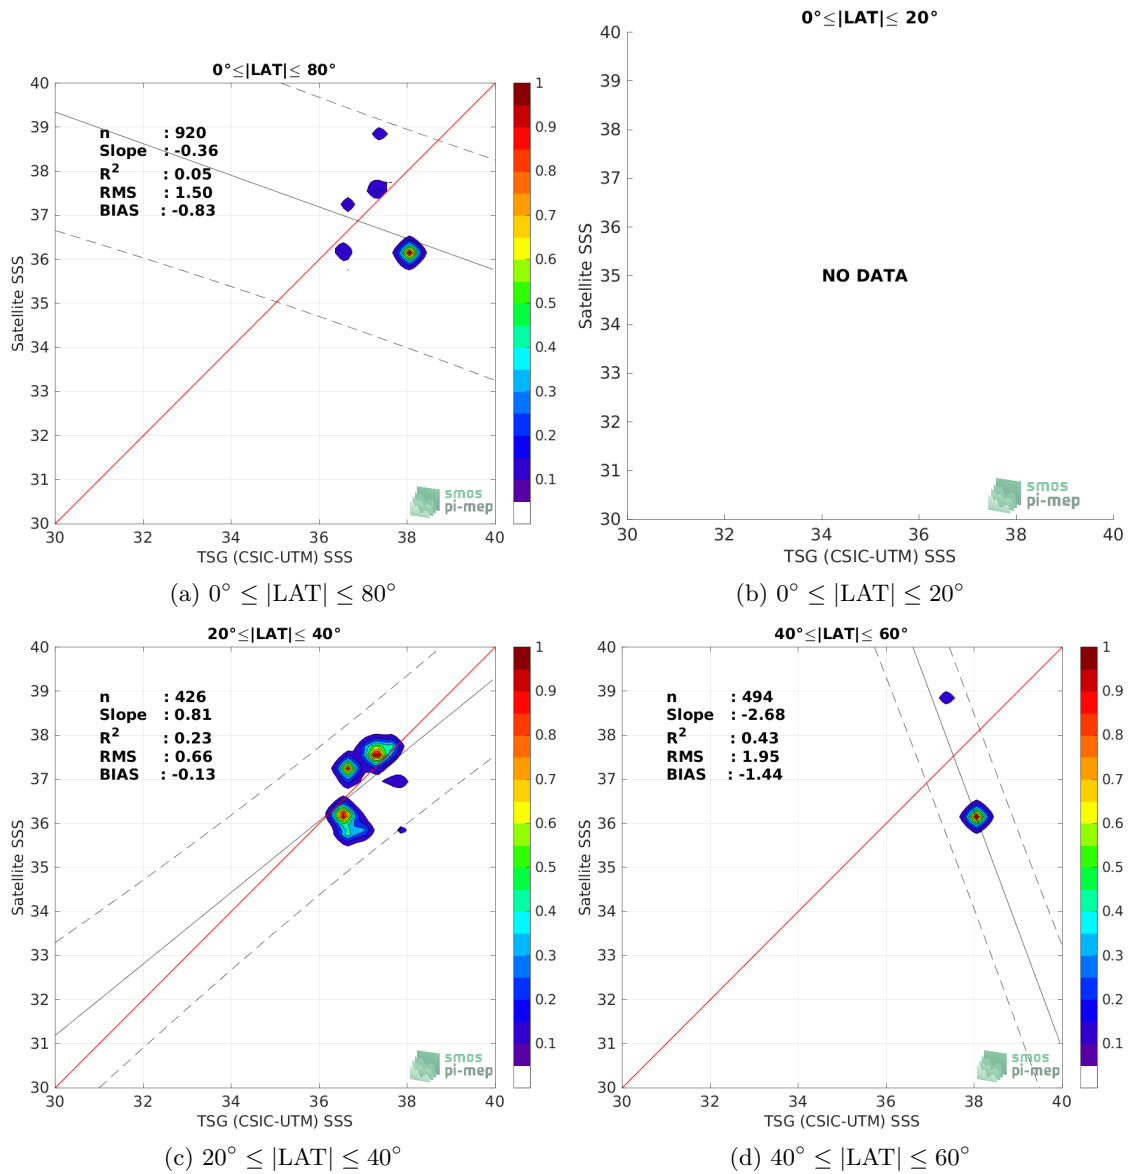 0°≤|LAT|≤ 80°
40
39
38
37
36
35
34
33
32
31
30
30 32 34 36 38 40
Satellite SSS
TSG (CSIC-UTM) SSS
n : 920
Slope : -0.36
R² : 0.05
RMS : 1.50
BIAS : -0.83
1
0.9
0.8
0.7
0.6
0.5
0.4
0.3
0.2
0.1
smos
pi-mep
(a) 0° ≤ |LAT| ≤ 80°
0°≤|LAT|≤ 20°
40
39
38
37
36
35
34
33
32
31
30
30 32 34 36 38 40
Satellite SSS
TSG (CSIC-UTM) SSS
NO DATA
smos
pi-mep
(b) 0° ≤ |LAT| ≤ 20°
20°≤|LAT|≤ 40°
40
39
38
37
36
35
34
33
32
31
30
30 32 34 36 38 40
Satellite SSS
TSG (CSIC-UTM) SSS
n : 426
Slope : 0.81
R² : 0.23
RMS : 0.66
BIAS : -0.13
1
0.9
0.8
0.7
0.6
0.5
0.4
0.3
0.2
0.1
smos
pi-mep
(c) 20° ≤ |LAT| ≤ 40°
40°≤|LAT|≤ 60°
40
39
38
37
36
35
34
33
32
31
30
30 32 34 36 38 40
Satellite SSS
TSG (CSIC-UTM) SSS
n : 494
Slope : -2.68
R² : 0.43
RMS : 1.95
BIAS : -1.44
1
0.9
0.8
0.7
0.6
0.5
0.4
0.3
0.2
0.1
smos
pi-mep
(d) 40° ≤ |LAT| ≤ 60°